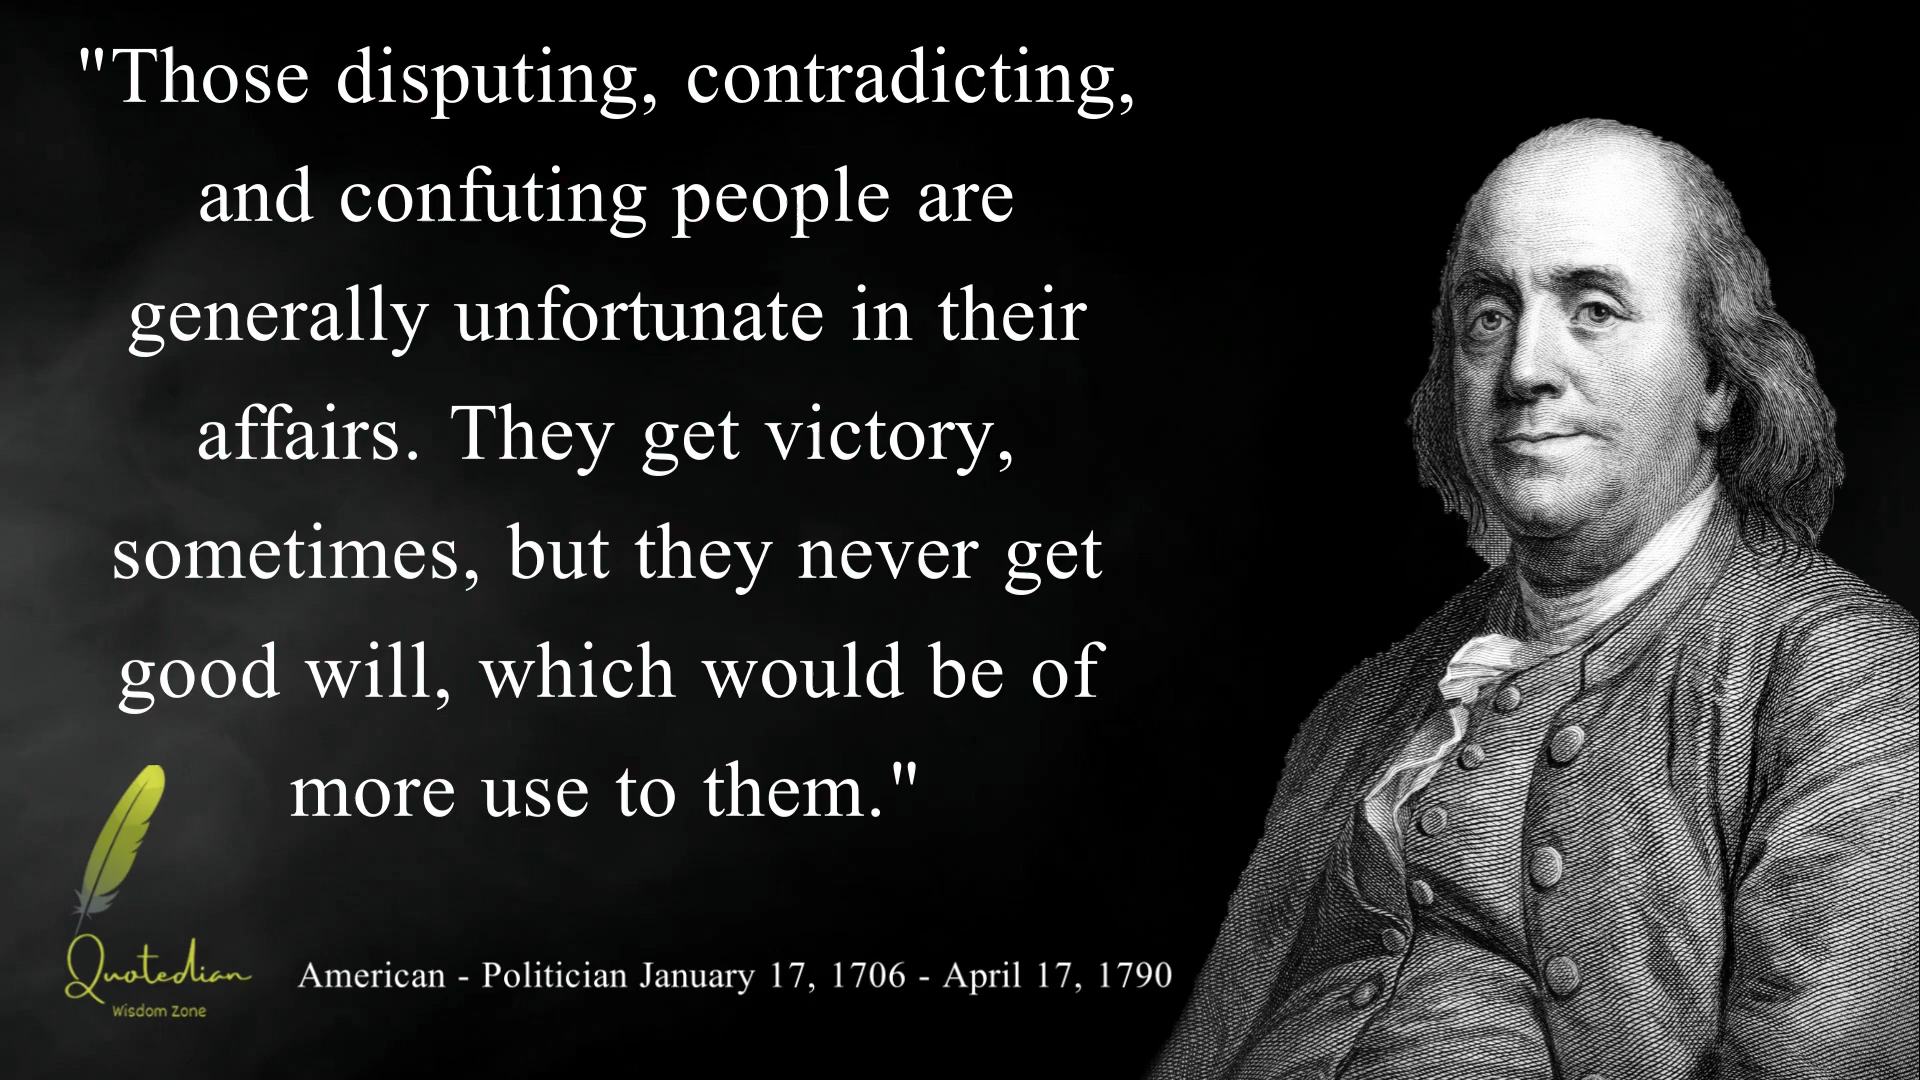 "Those disputing, contradicting,
and confuting people are
generally unfortunate in their
affairs. They get victory,
sometimes, but they never get
good will, which would be of
more use to them."
Quotedian
Wisdom Zone
American - Politician January 17, 1706 - April 17, 1790